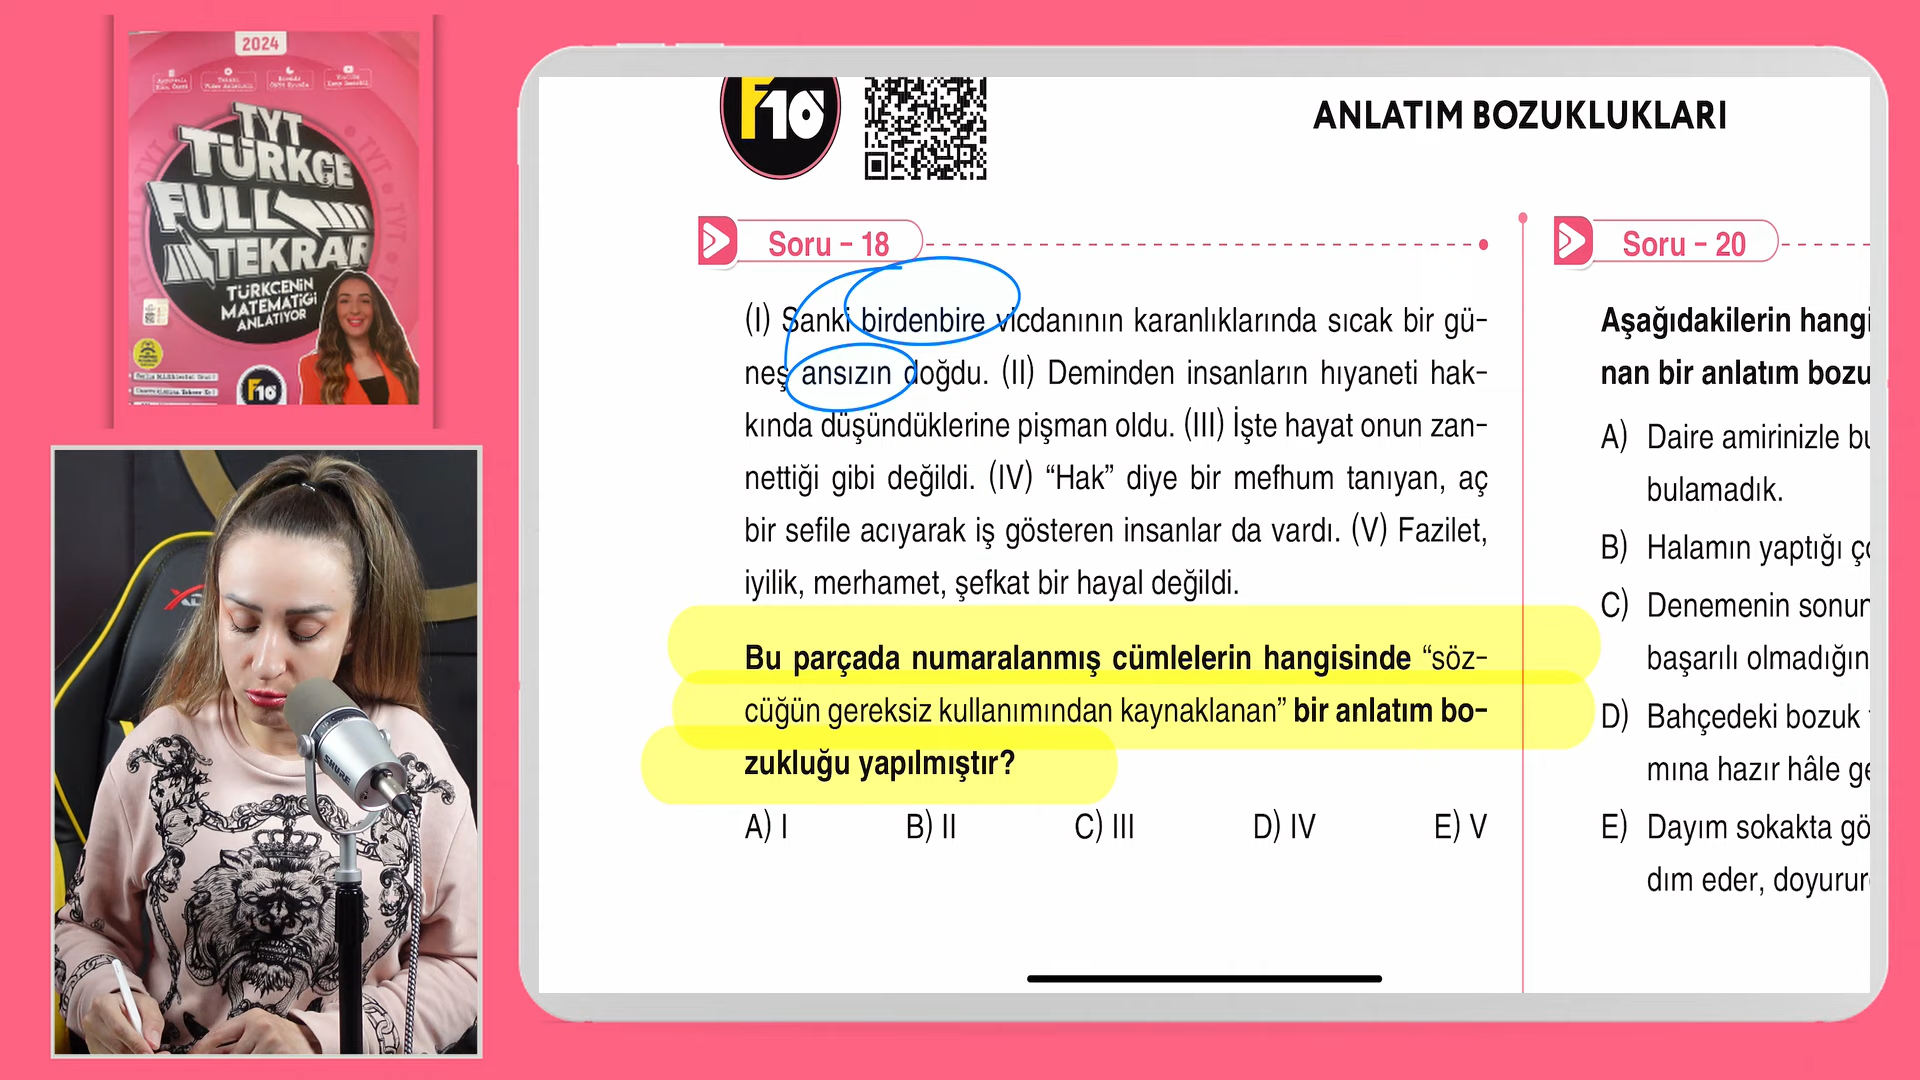 2024
TYT
TÜRKÇE
FULL
TEKRAR
TÜRKCENİN
MATEMATİĞİ
ANLATIYOR
F10
SHURE
F10
ANLATIM BOZUKLUKLARI
Soru - 18
(I) Sanki birdenbire vicdanının karanlıklarında sıcak bir gü-
neş ansızın doğdu. (II) Deminden insanların hıyaneti hak-
kında düşündüklerine pişman oldu. (III) İşte hayat onun zan-
nettiği gibi değildi. (IV) “Hak” diye bir mefhum tanıyan, aç
bir sefile acıyarak iş gösteren insanlar da vardı. (V) Fazilet,
iyilik, merhamet, şefkat bir hayal değildi.
Bu parçada numaralanmış cümlelerin hangisinde “söz-
cüğün gereksiz kullanımından kaynaklanan” bir anlatım bo-
zukluğu yapılmıştır?
A) I B) II C) III D) IV E) V
Soru - 20
Aşağıdakilerin hangi
nan bir anlatım bozu
A) Daire amirinizle bu
bulamadık.
B) Halamın yaptığı ço
C) Denemenin sonun
başarılı olmadığın
D) Bahçedeki bozuk
mına hazır hâle ge
E) Dayım sokakta gö
dım eder, doyurur